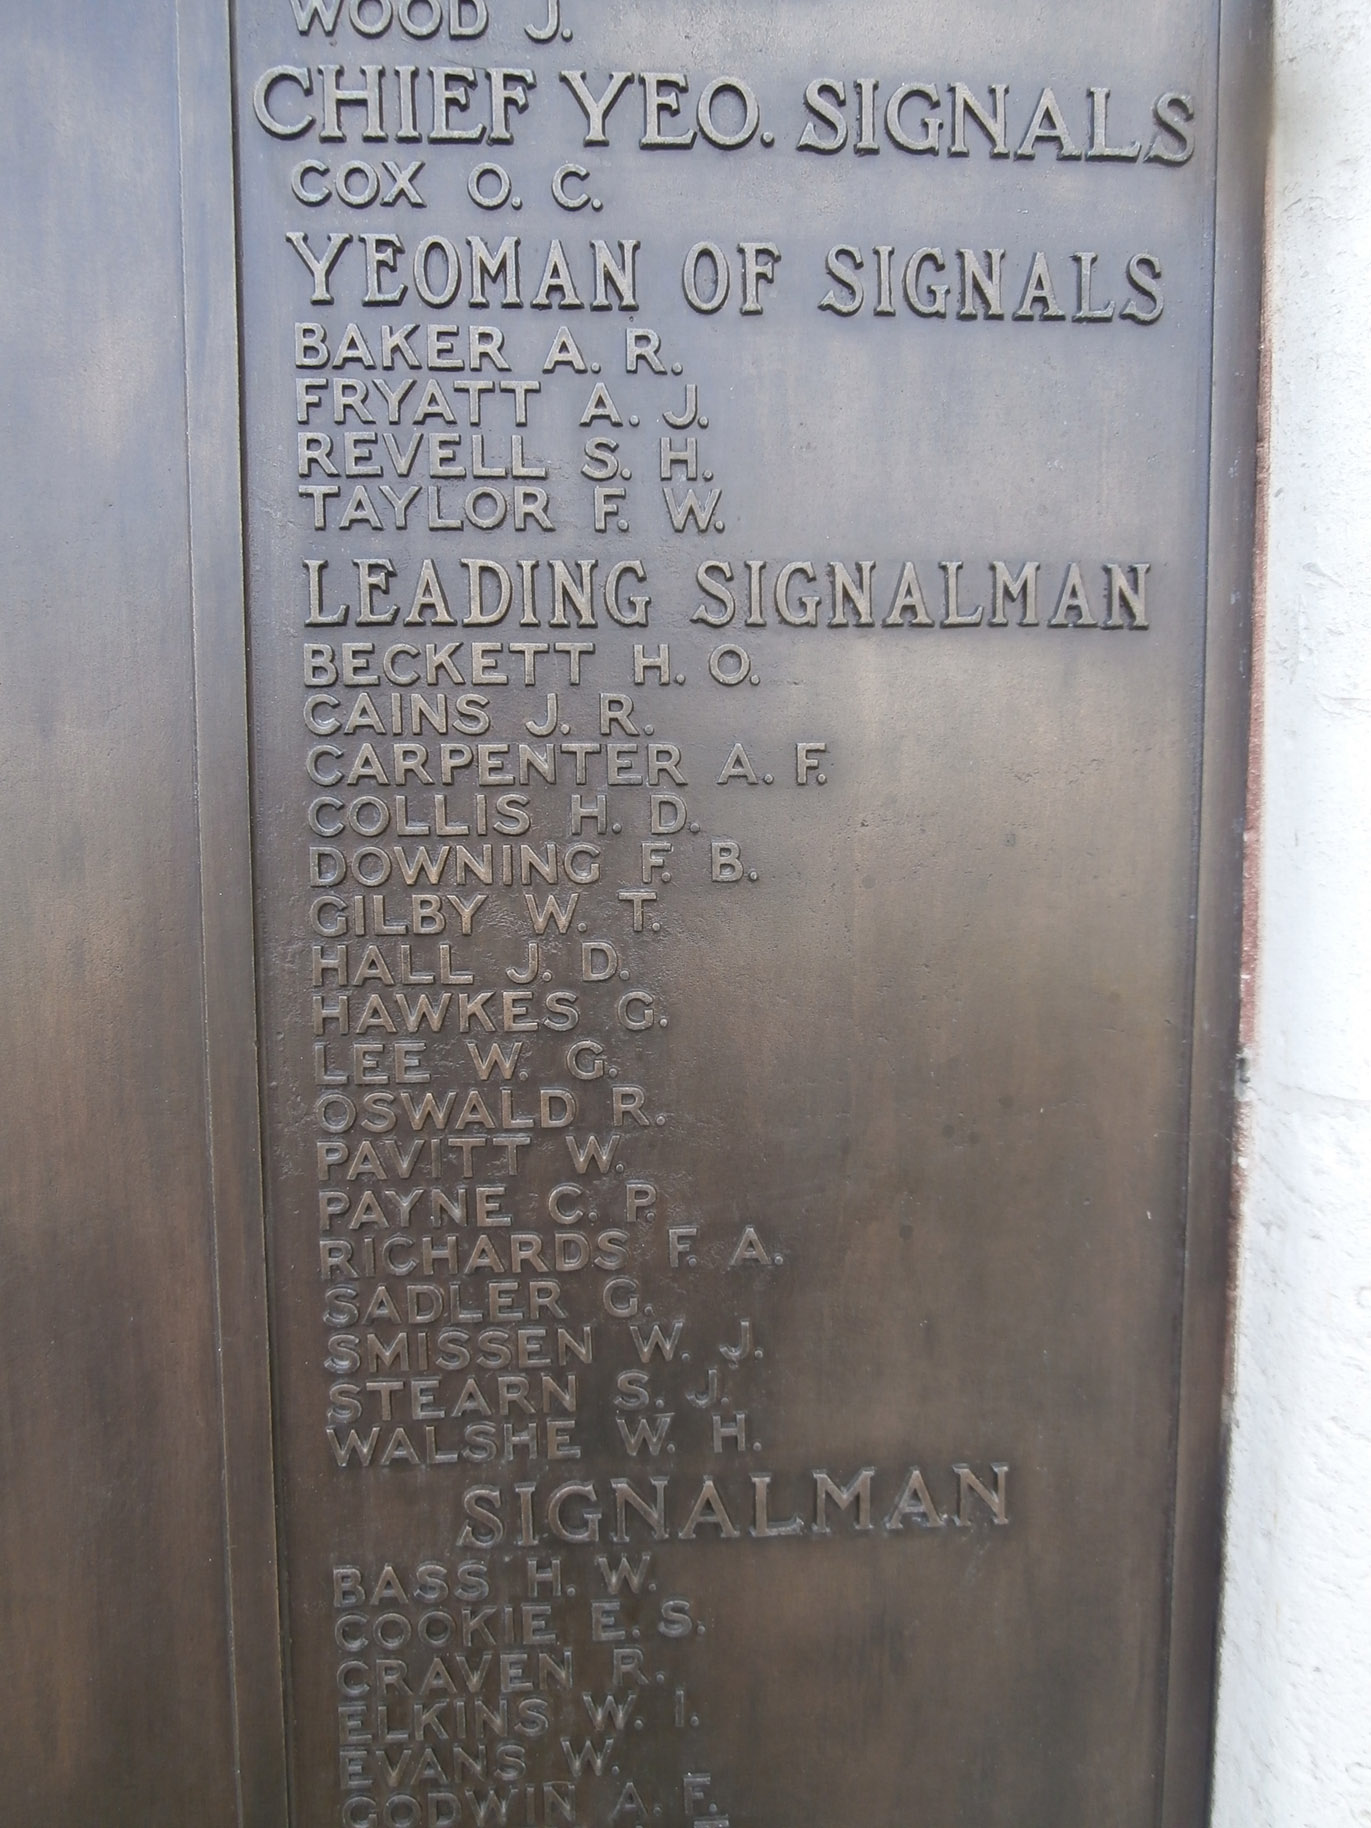 WOOD J.
CHIEF YEO. SIGNALS
COX O. C.
YEOMAN OF SIGNALS
BAKER A. R.
FRYATT A. J.
REVELL S. H.
TAYLOR F. W.
LEADING SIGNALMAN
BECKETT H. O.
CAINS J. R.
CARPENTER A. F.
COLLIS H. D.
DOWNING F. B.
GILBY W. T.
HALL J. D.
HAWKES G.
LEE W. G.
OSWALD R.
PAVITT W.
PAYNE C. P.
RICHARDS F. A.
SADLER G.
SMISSEN W. J.
STEARN S. J.
WALSHE W. H.
SIGNALMAN
BASS H. W.
COOKIE E. S.
CRAVEN R.
ELKINS W. I.
EVANS W.
GODWIN A. F.